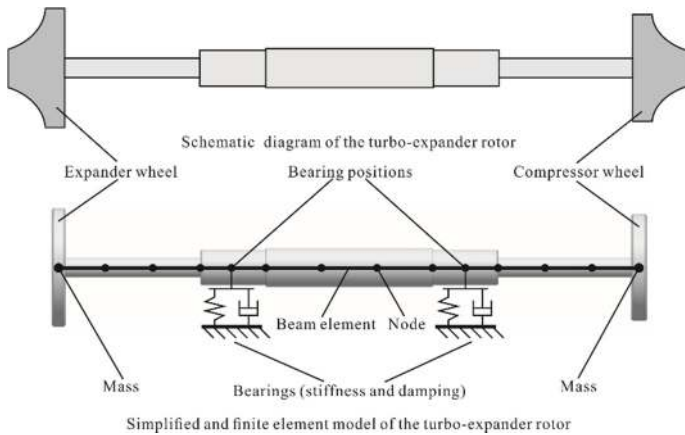 Schematic diagram of the turbo-expander rotor
Expander wheel
Bearing positions
Compressor wheel
Beam element
Node
Mass
Bearings (stiffness and damping)
Mass
Simplified and finite element model of the turbo-expander rotor